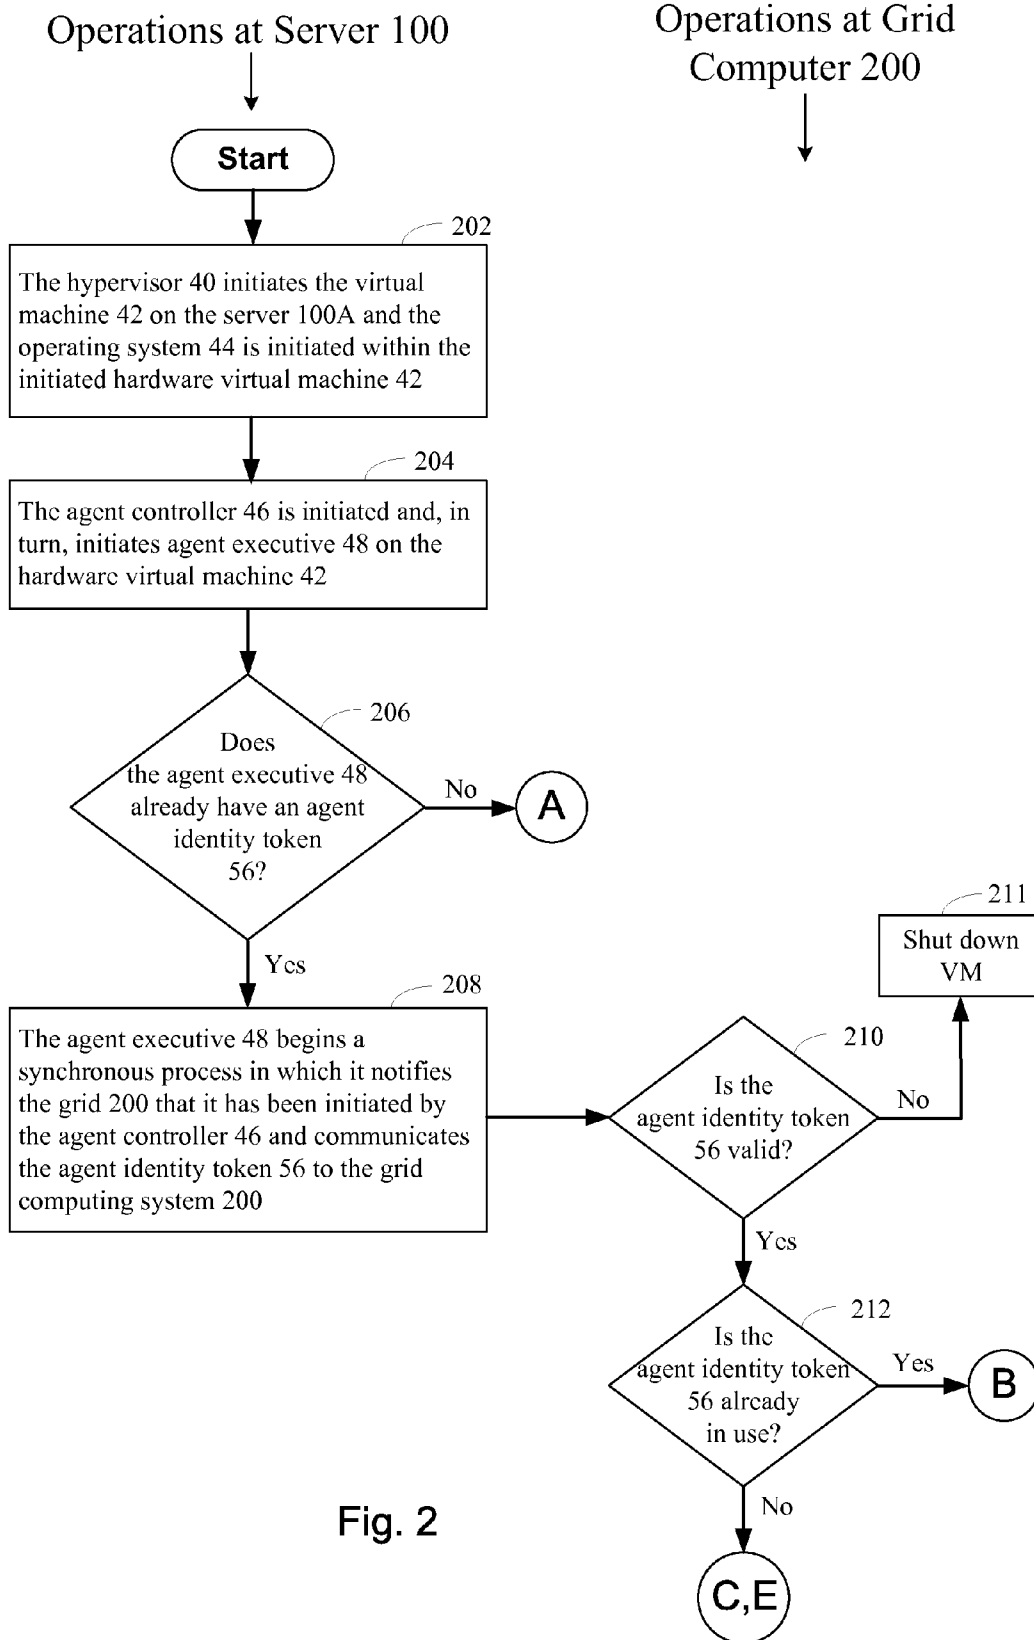 Operations at Server 100
Operations at Grid
Computer 200
Start
202
The hypervisor 40 initiates the virtual
machine 42 on the server 100A and the
operating system 44 is initiated within the
initiated hardware virtual machine 42
204
The agent controller 46 is initiated and, in
turn, initiates agent executive 48 on the
hardware virtual machine 42
206
Does
the agent executive 48
already have an agent
identity token
56?
No
A
Yes
208
The agent executive 48 begins a
synchronous process in which it notifies
the grid 200 that it has been initiated by
the agent controller 46 and communicates
the agent identity token 56 to the grid
computing system 200
211
Shut down
VM
210
Is the
agent identity token
56 valid?
No
Yes
212
Is the
agent identity token
56 already
in use?
Yes
B
No
C,E
Fig. 2